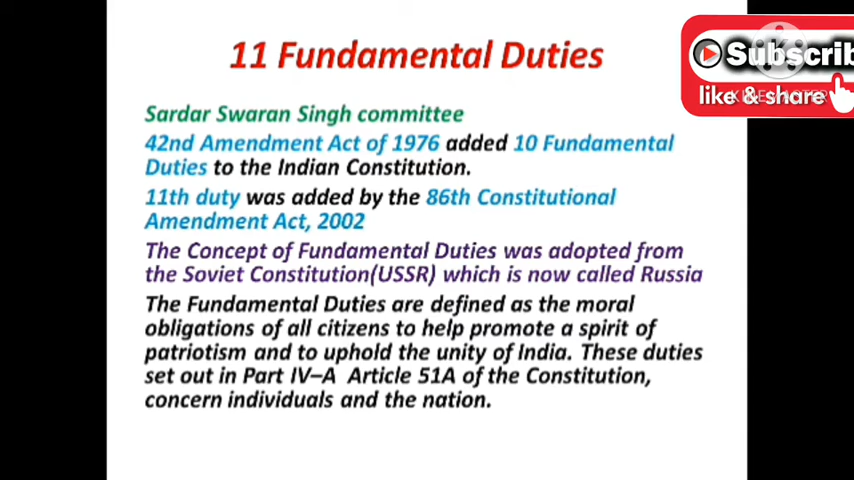 11 Fundamental Duties
Subscrib
like & share
Sardar Swaran Singh committee
42nd Amendment Act of 1976 added 10 Fundamental
Duties to the Indian Constitution.
11th duty was added by the 86th Constitutional
Amendment Act, 2002
The Concept of Fundamental Duties was adopted from
the Soviet Constitution(USSR) which is now called Russia
The Fundamental Duties are defined as the moral
obligations of all citizens to help promote a spirit of
patriotism and to uphold the unity of India. These duties
set out in Part IV–A Article 51A of the Constitution,
concern individuals and the nation.